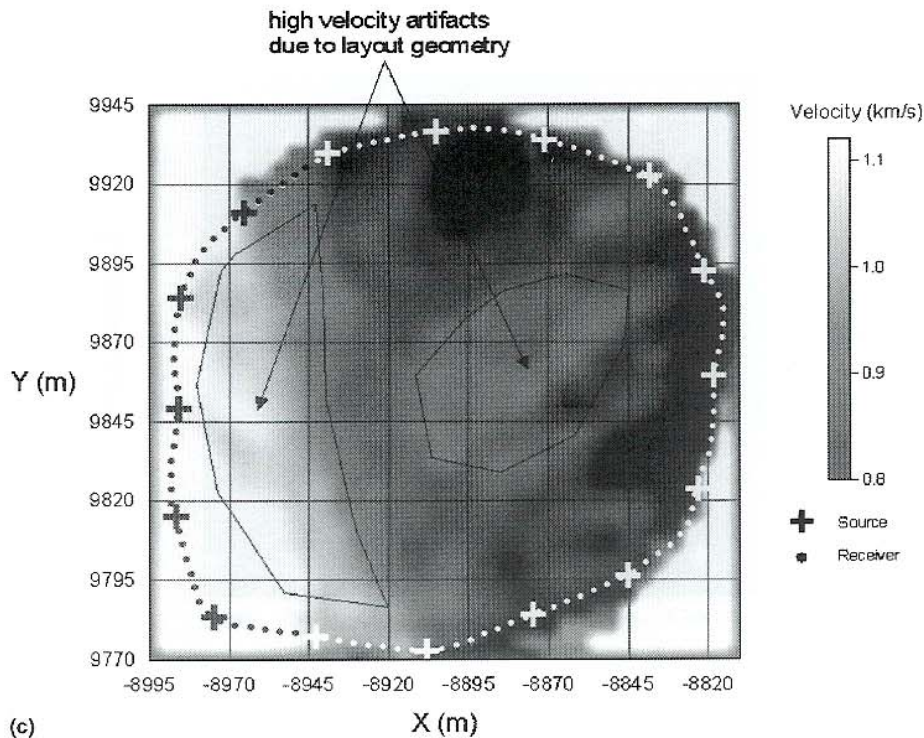 high velocity artifacts
due to layout geometry
Velocity (km/s)
1.1
1.0
0.9
0.8
Source
Receiver
Y (m)
9945
9920
9895
9870
9845
9820
9795
9770
-8995 -8970 -8945 -8920 -8895 -8870 -8845 -8820
X (m)
(c)